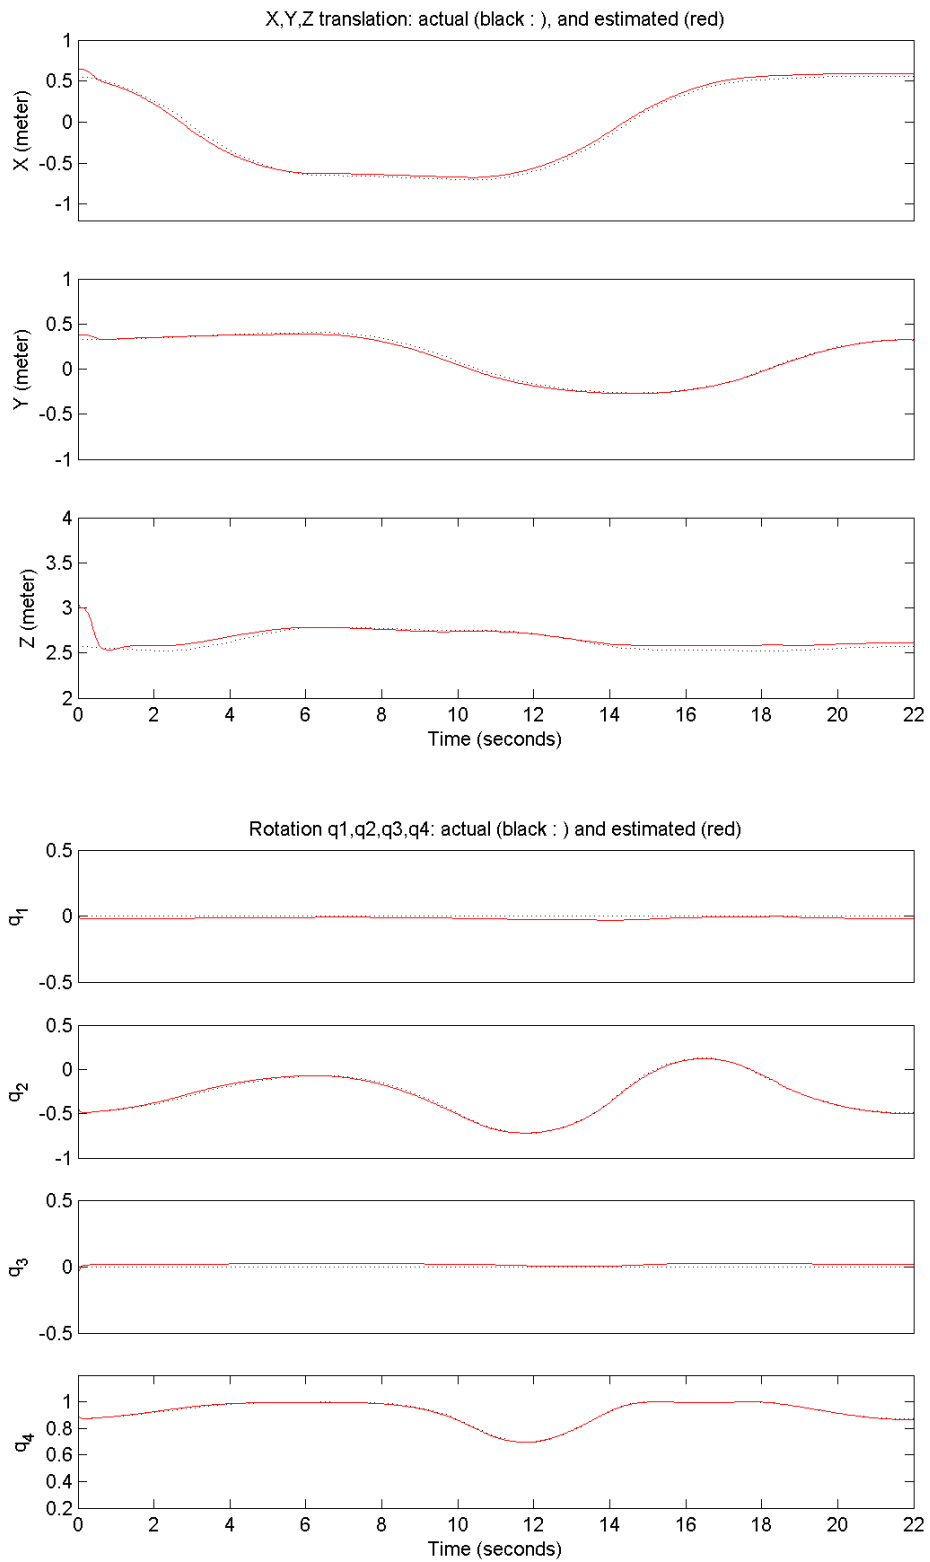 X,Y,Z translation: actual (black : ), and estimated (red)
1
0.5
0
-0.5
-1
X (meter)
1
0.5
0
-0.5
-1
Y (meter)
4
3.5
3
2.5
2
Z (meter)
0 2 4 6 8 10 12 14 16 18 20 22
Time (seconds)
Rotation q1,q2,q3,q4: actual (black : ) and estimated (red)
0.5
0
-0.5
q1
0.5
0
-0.5
-1
q2
0.5
0
-0.5
q3
1
0.8
0.6
0.4
0.2
q4
0 2 4 6 8 10 12 14 16 18 20 22
Time (seconds)